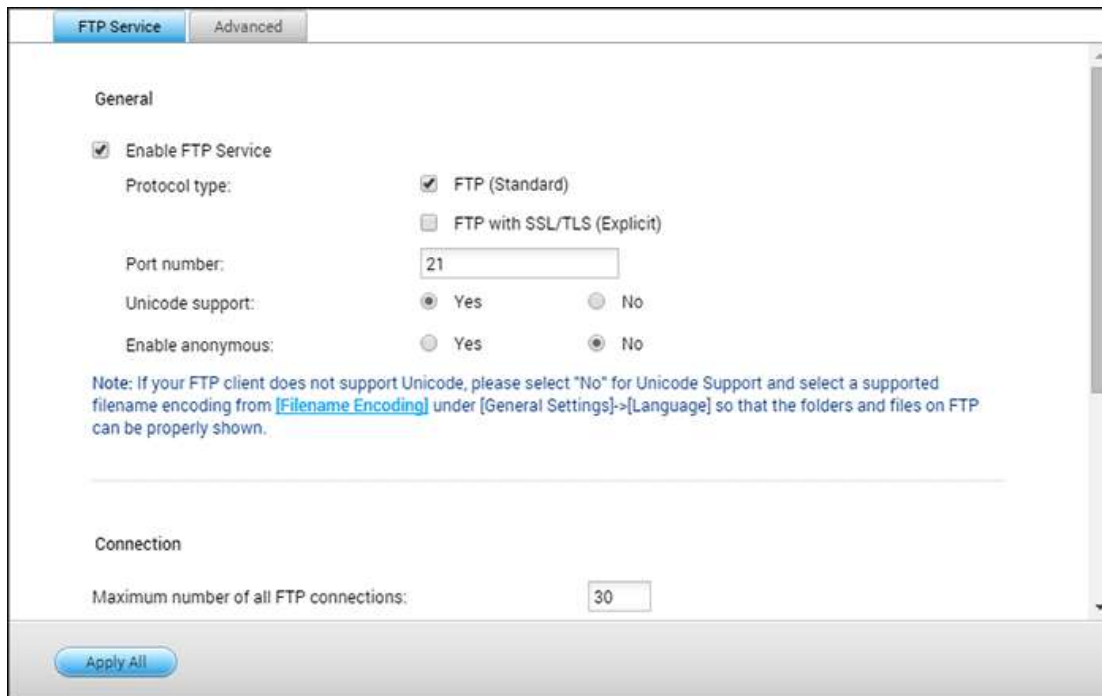 FTP Service Advanced
General
Enable FTP Service
Protocol type: FTP (Standard)
FTP with SSL/TLS (Explicit)
Port number: 21
Unicode support: Yes No
Enable anonymous: Yes No
Note: If your FTP client does not support Unicode, please select "No" for Unicode Support and select a supported
filename encoding from [Filename Encoding] under [General Settings]->[Language] so that the folders and files on FTP
can be properly shown.
Connection
Maximum number of all FTP connections: 30
Apply All